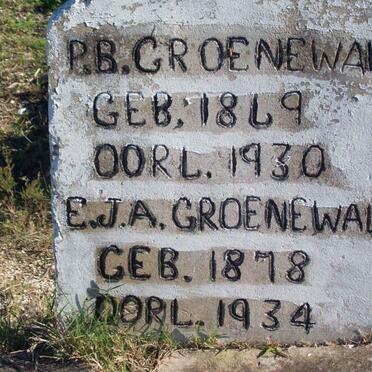 P.B. GROENEWAL
GEB. 1869
OORL. 1930
E.J.A. GROENEWAL
GEB. 1878
OORL. 1934